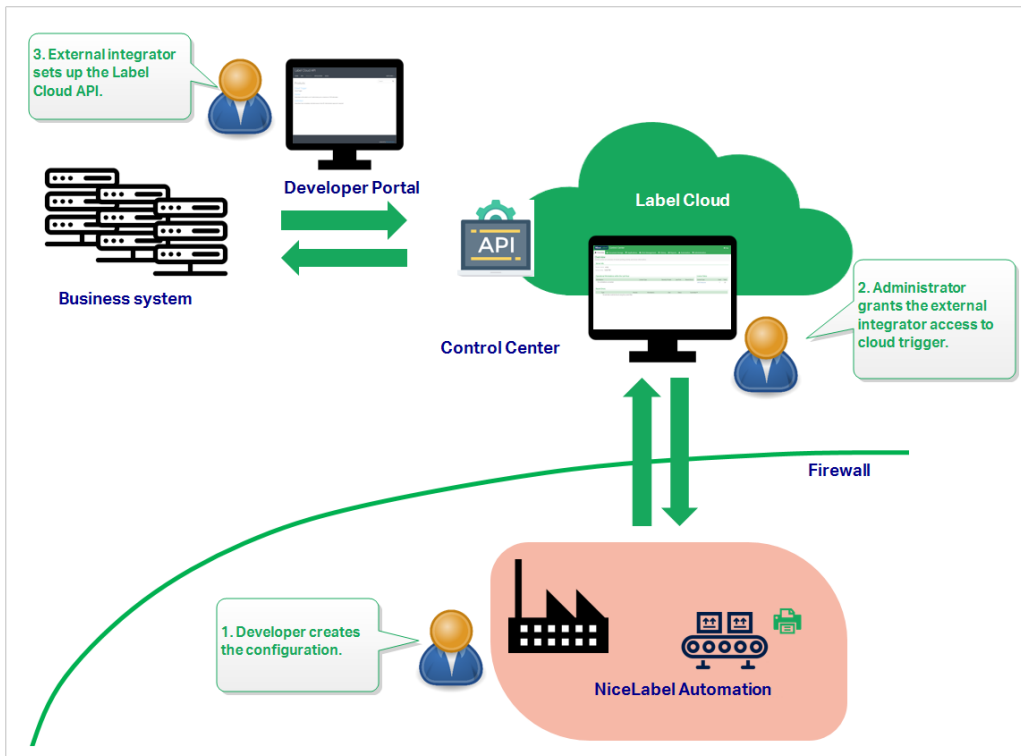 3. External integrator
sets up the Label
Cloud API.
Developer Portal
Label Cloud
API
Business system
2. Administrator
grants the external
integrator access to
cloud trigger.
Control Center
Firewall
1. Developer creates
the configuration.
NiceLabel Automation